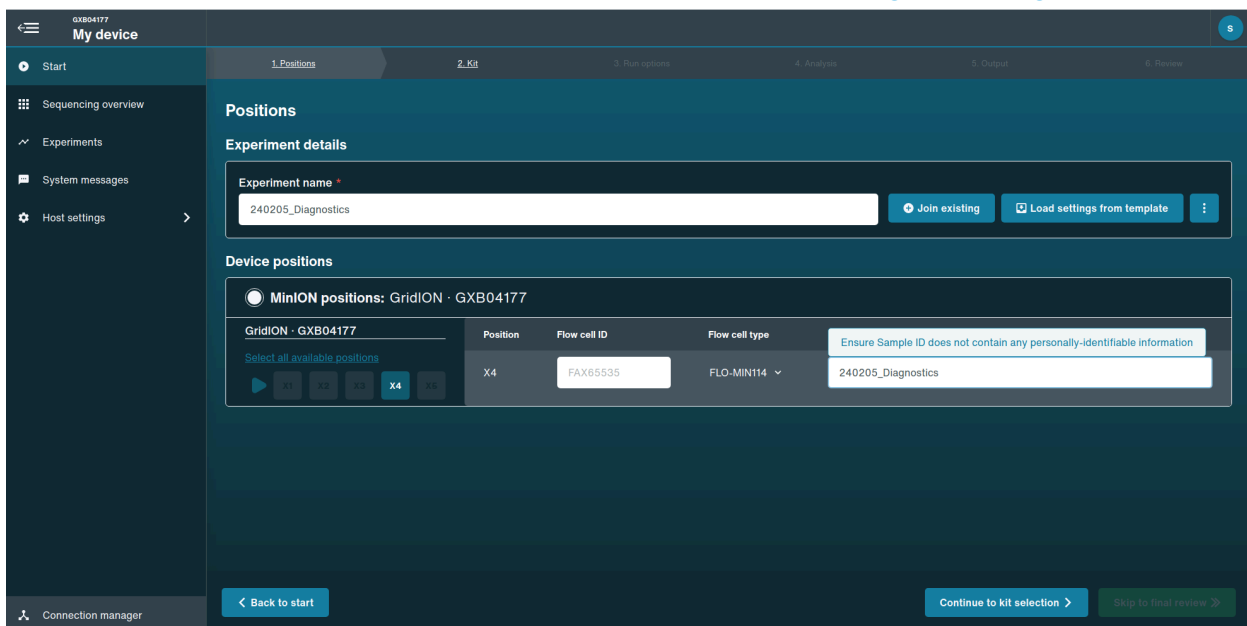 GXB04177
My device
S
Start
Sequencing overview
Experiments
System messages
Host settings
Connection manager
1. Positions
2. Kit
3. Run options
4. Analysis
5. Output
6. Review
Positions
Experiment details
Experiment name *
240205_Diagnostics
Join existing
Load settings from template
Device positions
MinION positions: GridION · GXB04177
GridION · GXB04177
Select all available positions
X1 X2 X3 X4 X5
Position Flow cell ID Flow cell type
Ensure Sample ID does not contain any personally-identifiable information
X4 FAX65535 FLO-MIN114 240205_Diagnostics
Back to start
Continue to kit selection
Skip to final review